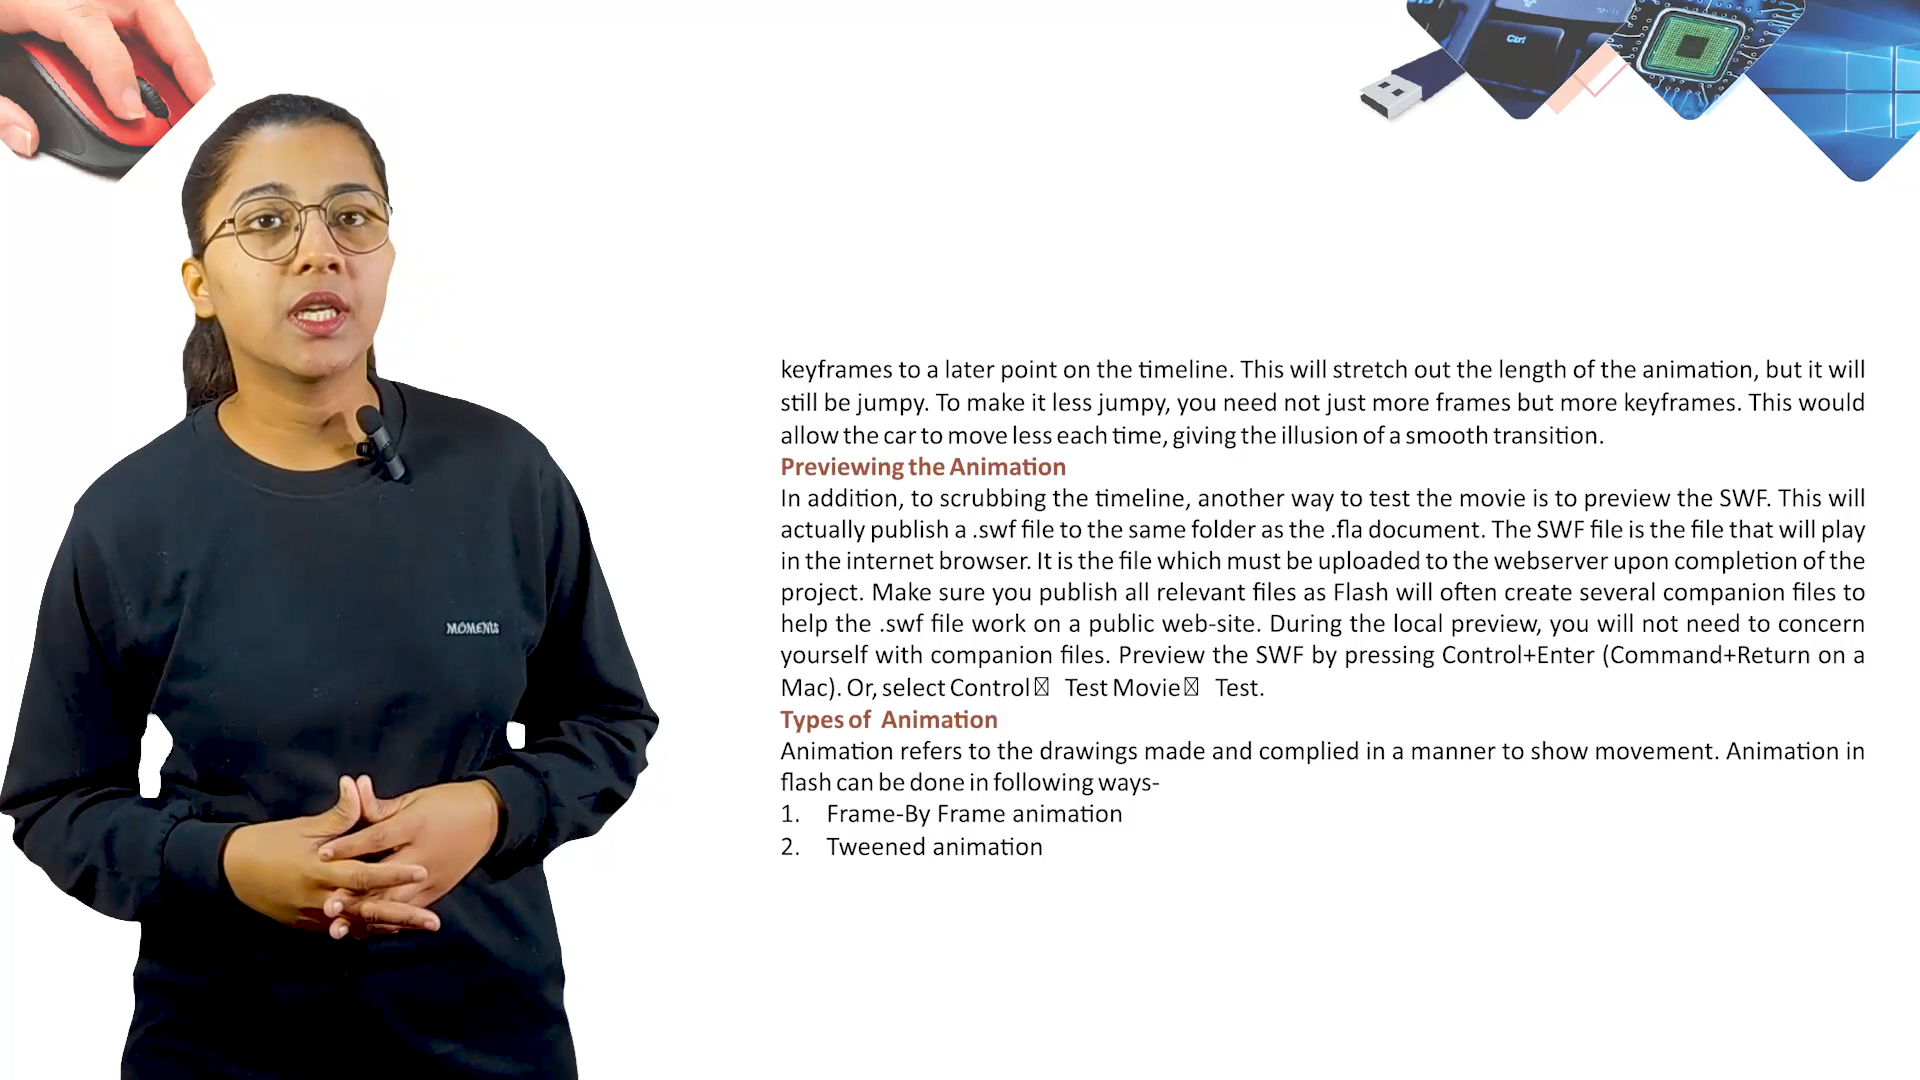 Ctrl
Shift
keyframes to a later point on the timeline. This will stretch out the length of the animation, but it will
still be jumpy. To make it less jumpy, you need not just more frames but more keyframes. This would
allow the car to move less each time, giving the illusion of a smooth transition.
Previewing the Animation
In addition, to scrubbing the timeline, another way to test the movie is to preview the SWF. This will
actually publish a .swf file to the same folder as the .fla document. The SWF file is the file that will play
in the internet browser. It is the file which must be uploaded to the webserver upon completion of the
project. Make sure you publish all relevant files as Flash will often create several companion files to
help the .swf file work on a public web-site. During the local preview, you will not need to concern
yourself with companion files. Preview the SWF by pressing Control+Enter (Command+Return on a
Mac). Or, select Control Test Movie Test.
Types of Animation
Animation refers to the drawings made and complied in a manner to show movement. Animation in
flash can be done in following ways-
1. Frame-By Frame animation
2. Tweened animation
MOMENTS